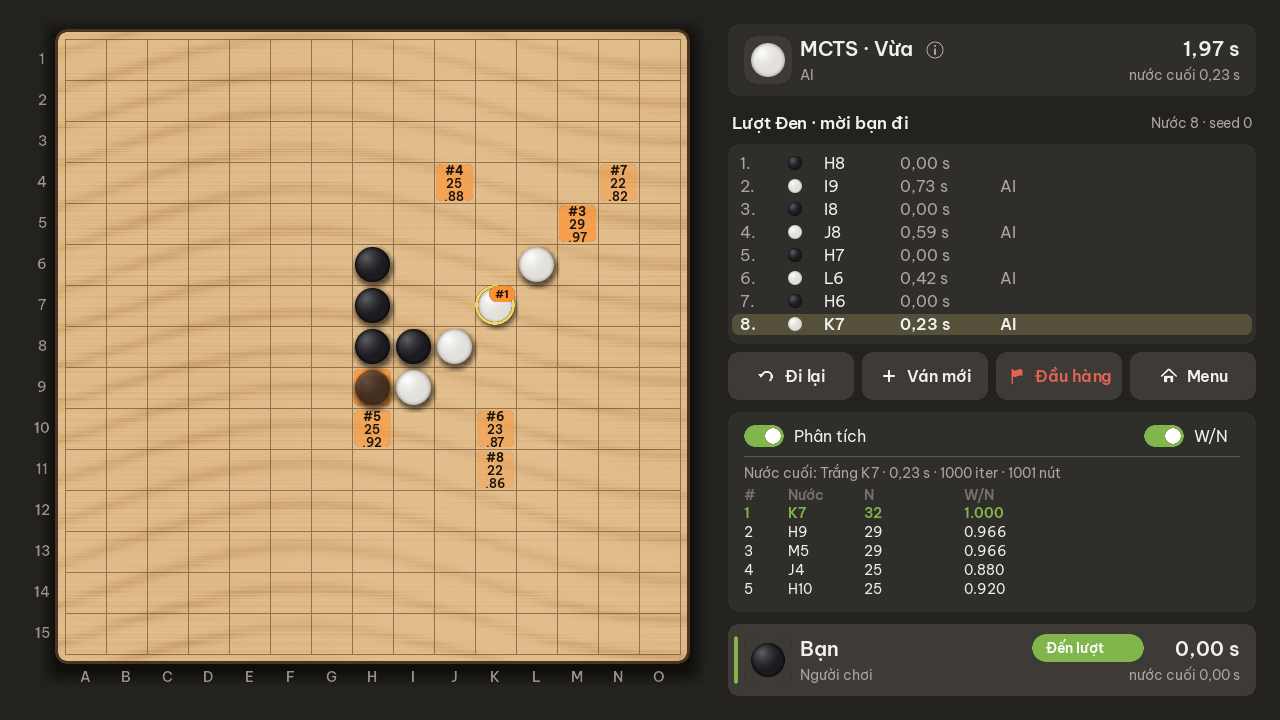 1
2
3
4
5
6
7
8
9
10
11
12
13
14
15
A B C D E F G H I J K L M N O
#4
25
.88
#7
22
.82
#3
29
.97
#1
#5
25
.92
#6
23
.87
#8
22
.86
MCTS · Vừa
AI
1,97 s
nước cuối 0,23 s
Lượt Đen · mời bạn đi
Nước 8 · seed 0
1. H8 0,00 s
2. I9 0,73 s AI
3. I8 0,00 s
4. J8 0,59 s AI
5. H7 0,00 s
6. L6 0,42 s AI
7. H6 0,00 s
8. K7 0,23 s AI
Đi lại
Ván mới
Đầu hàng
Menu
Phân tích
W/N
Nước cuối: Trắng K7 · 0,23 s · 1000 iter · 1001 nút
# Nước N W/N
1 K7 32 1.000
2 H9 29 0.966
3 M5 29 0.966
4 J4 25 0.880
5 H10 25 0.920
Bạn
Người chơi
Đến lượt
0,00 s
nước cuối 0,00 s